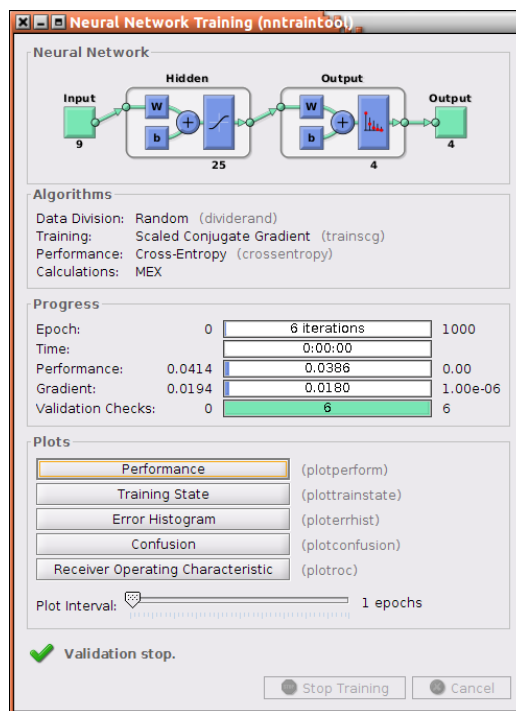 Neural Network Training (nntraintool)
Neural Network
Hidden
Output
Input
Output
W
W
b
b
9
25
4
4
Algorithms
Data Division: Random (dividerand)
Training: Scaled Conjugate Gradient (trainscg)
Performance: Cross-Entropy (crossentropy)
Calculations: MEX
Progress
Epoch: 0 6 iterations 1000
Time: 0:00:00
Performance: 0.0414 0.0386 0.00
Gradient: 0.0194 0.0180 1.00e-06
Validation Checks: 0 6 6
Plots
Performance (plotperform)
Training State (plottrainstate)
Error Histogram (ploterrhist)
Confusion (plotconfusion)
Receiver Operating Characteristic (plotroc)
Plot Interval: 1 epochs
Validation stop.
Stop Training Cancel